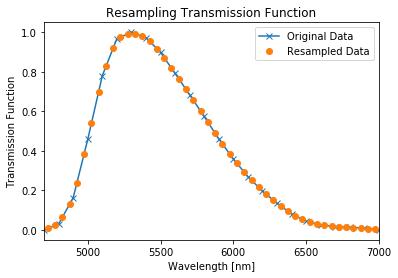 Resampling Transmission Function
Original Data
Resampled Data
Transmission Function
1.0
0.8
0.6
0.4
0.2
0.0
5000
5500
6000
6500
7000
Wavelength [nm]